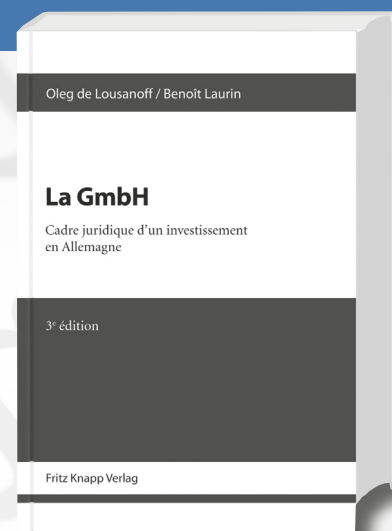 Oleg de Lousanoff / Benoît Laurin
La GmbH
Cadre juridique d'un investissement
en Allemagne
3e édition
Fritz Knapp Verlag